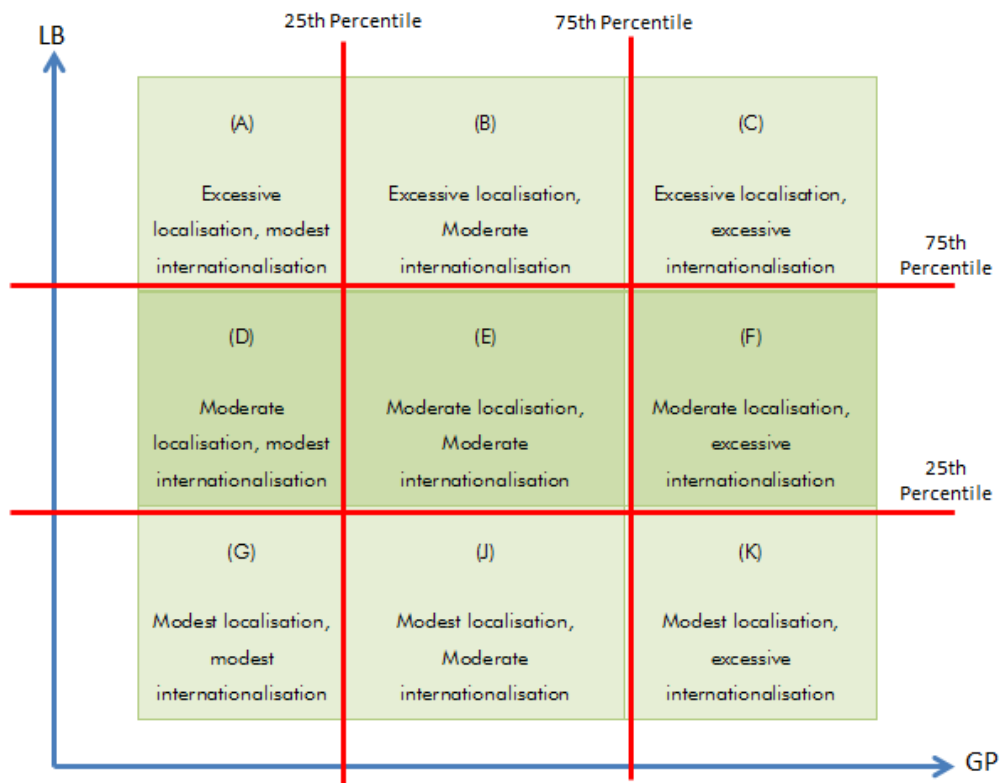 25th Percentile
75th Percentile
LB
(A)
Excessive
localisation, modest
internationalisation
(B)
Excessive localisation,
Moderate
internationalisation
(C)
Excessive localisation,
excessive
internationalisation
75th
Percentile
(D)
Moderate
localisation, modest
internationalisation
(E)
Moderate localisation,
Moderate
internationalisation
(F)
Moderate localisation,
excessive
internationalisation
25th
Percentile
(G)
Modest localisation,
modest
internationalisation
(J)
Modest localisation,
Moderate
internationalisation
(K)
Modest localisation,
excessive
internationalisation
GP